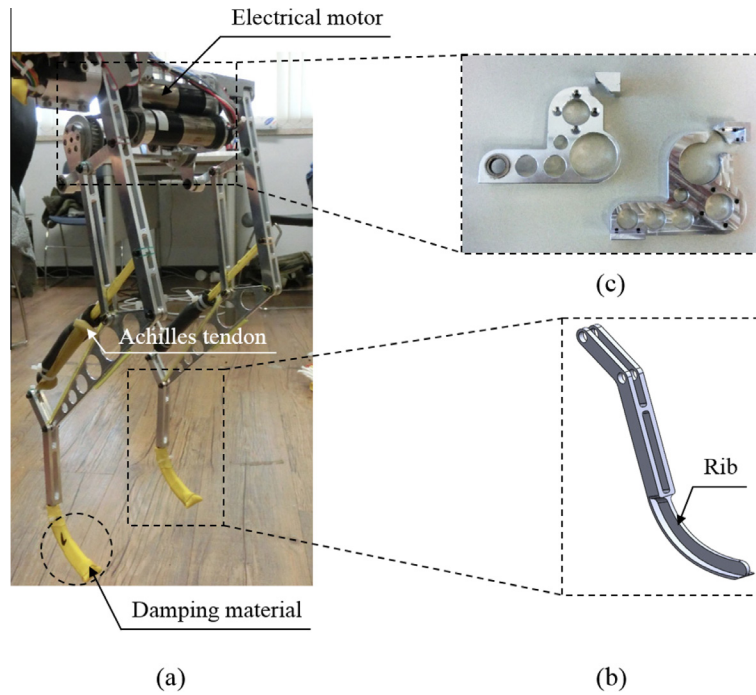 Electrical motor
(c)
Achilles tendon
Rib
Damping material
(a)
(b)